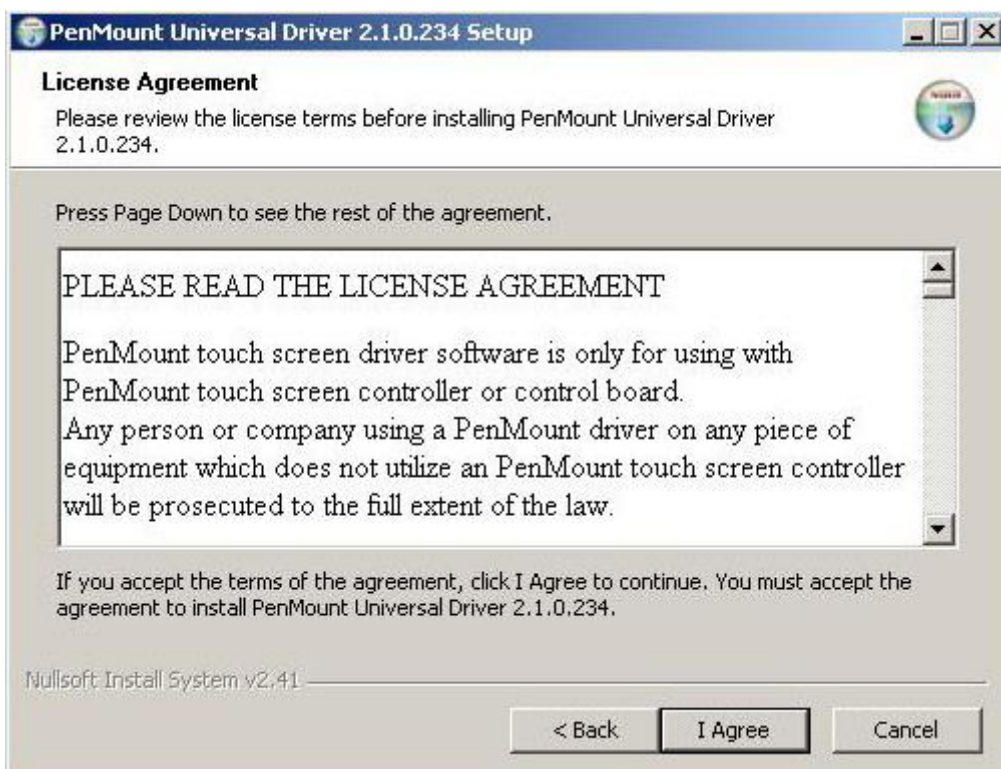 PenMount Universal Driver 2.1.0.234 Setup
License Agreement
Please review the license terms before installing PenMount Universal Driver
2.1.0.234.
Press Page Down to see the rest of the agreement.
PLEASE READ THE LICENSE AGREEMENT
PenMount touch screen driver software is only for using with
PenMount touch screen controller or control board.
Any person or company using a PenMount driver on any piece of
equipment which does not utilize an PenMount touch screen controller
will be prosecuted to the full extent of the law.
If you accept the terms of the agreement, click I Agree to continue. You must accept the
agreement to install PenMount Universal Driver 2.1.0.234.
Nullsoft Install System v2.41
< Back
I Agree
Cancel